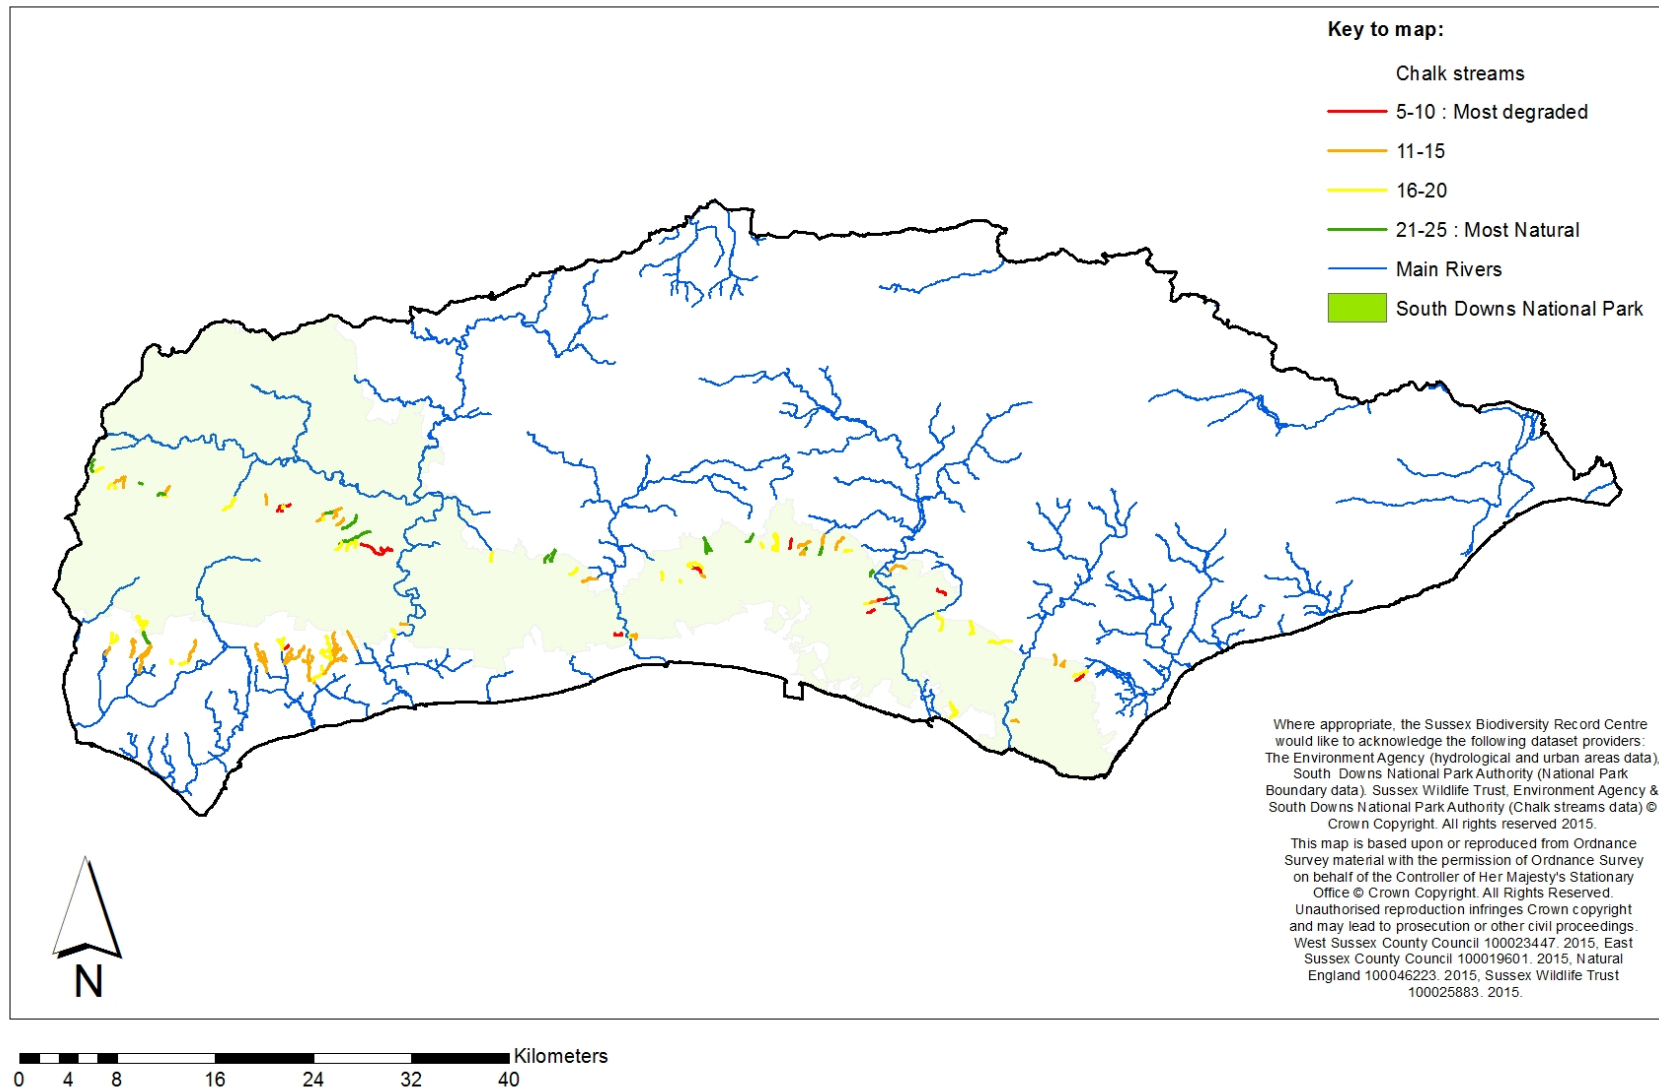 Key to map:
Chalk streams
5-10 : Most degraded
11-15
16-20
21-25 : Most Natural
Main Rivers
South Downs National Park
Where appropriate, the Sussex Biodiversity Record Centre
would like to acknowledge the following dataset providers:
The Environment Agency (hydrological and urban areas data),
South Downs National Park Authority (National Park
Boundary data). Sussex Wildlife Trust, Environment Agency &
South Downs National Park Authority (Chalk streams data) ©
Crown Copyright. All rights reserved 2015.
This map is based upon or reproduced from Ordnance
Survey material with the permission of Ordnance Survey
on behalf of the Controller of Her Majesty's Stationary
Office © Crown Copyright. All Rights Reserved.
Unauthorised reproduction infringes Crown copyright
and may lead to prosecution or other civil proceedings.
West Sussex County Council 100023447. 2015, East
Sussex County Council 100019601. 2015, Natural
England 100046223. 2015, Sussex Wildlife Trust
100025883. 2015.
N
Kilometers
0 4 8 16 24 32 40